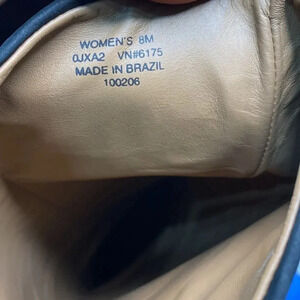 WOMEN'S 8M
0JXA2 VN#6175
MADE IN BRAZIL
100206